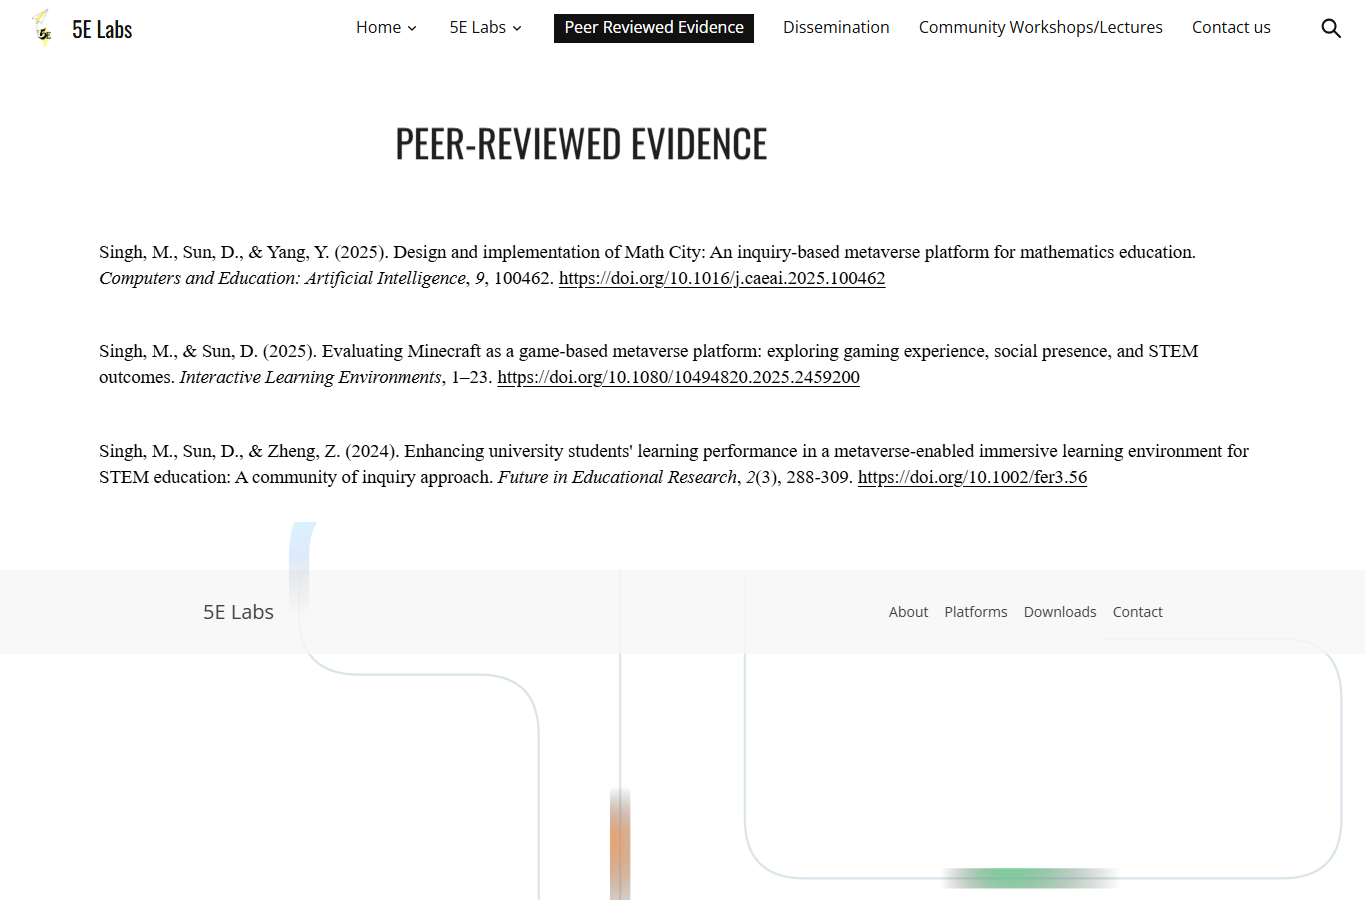 5E Labs
Home
5E Labs
Peer Reviewed Evidence
Dissemination
Community Workshops/Lectures
Contact us
PEER-REVIEWED EVIDENCE
Singh, M., Sun, D., & Yang, Y. (2025). Design and implementation of Math City: An inquiry-based metaverse platform for mathematics education.
Computers and Education: Artificial Intelligence, 9, 100462. https://doi.org/10.1016/j.caeai.2025.100462
Singh, M., & Sun, D. (2025). Evaluating Minecraft as a game-based metaverse platform: exploring gaming experience, social presence, and STEM
outcomes. Interactive Learning Environments, 1–23. https://doi.org/10.1080/10494820.2025.2459200
Singh, M., Sun, D., & Zheng, Z. (2024). Enhancing university students' learning performance in a metaverse-enabled immersive learning environment for
STEM education: A community of inquiry approach. Future in Educational Research, 2(3), 288-309. https://doi.org/10.1002/fer3.56
5E Labs
About
Platforms
Downloads
Contact